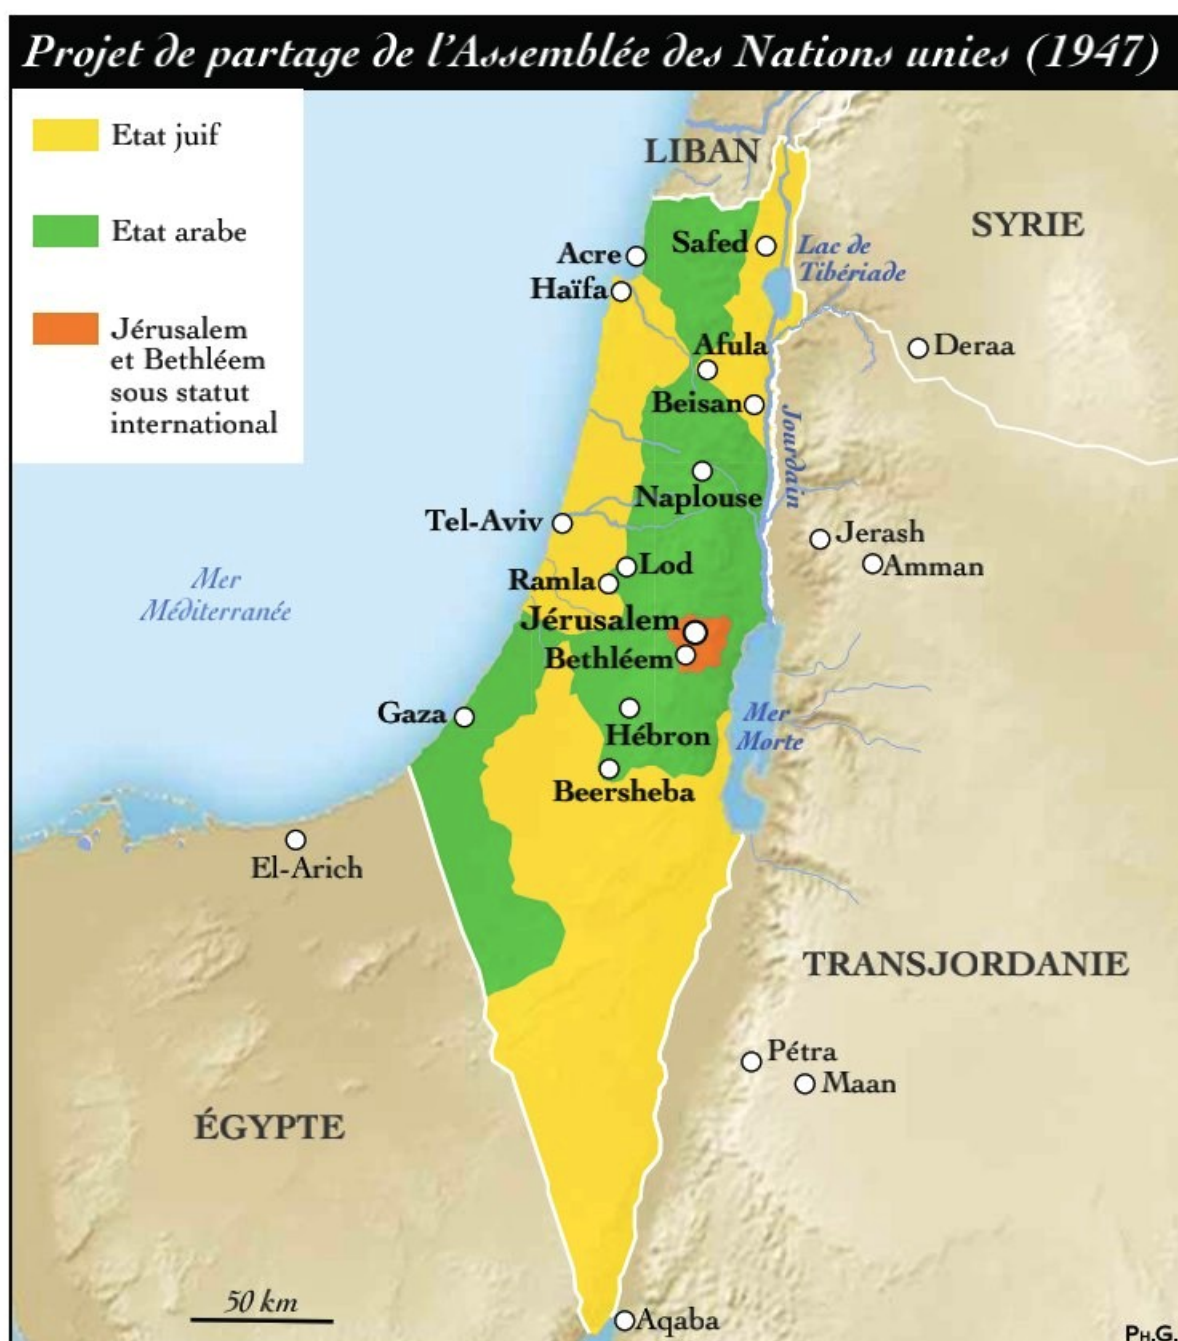 Projet de partage de l'Assemblée des Nations unies (1947)
Etat juif
Etat arabe
Jérusalem
et Bethléem
sous statut
international
LIBAN
SYRIE
Safed
Lac de
Tibériade
Acre
Haïfa
Afula
Deraa
Beisan
Jourdain
Naplouse
Tel-Aviv
Jerash
Lod
Amman
Ramla
Mer
Méditerranée
Jérusalem
Bethléem
Gaza
Hébron
Mer
Morte
Beersheba
El-Arich
TRANSJORDANIE
Pétra
Maan
ÉGYPTE
50 km
Aqaba
PH.G.